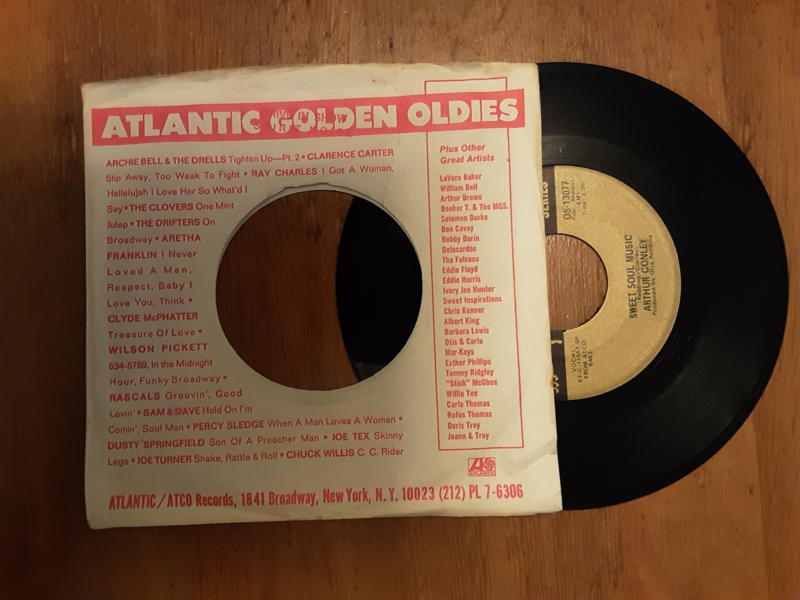 ATLANTIC GOLDEN OLDIES
ARCHIE BELL & THE DRELLS Tighten Up—Pt. 2 • CLARENCE CARTER
Slip Away, Too Weak To Fight • RAY CHARLES I Got A Woman,
Hallelujah I Love Her So What'd I
Say • THE CLOVERS One Mint
Julep • THE DRIFTERS On
Broadway • ARETHA
FRANKLIN I Never
Loved A Man,
Respect, Baby I
Love You, Think •
CLYDE McPHATTER
Treasure Of Love •
WILSON PICKETT
634-5789, In the Midnight
Hour, Funky Broadway •
RASCALS Groovin', Good
Lovin' • SAM & DAVE Hold On I'm
Comin', Soul Man • PERCY SLEDGE When A Man Loves A Woman •
DUSTY SPRINGFIELD Son Of A Preacher Man • JOE TEX Skinny
Legs • JOE TURNER Shake, Rattle & Roll • CHUCK WILLIS C. C. Rider
Plus Other
Great Artists
LaVern Baker
William Bell
Arthur Brown
Booker T. & The MGS.
Solomon Burke
Don Covay
Bobby Darin
Delacardos
The Falcons
Eddie Floyd
Eddie Harris
Ivory Joe Hunter
Sweet Inspirations
Chris Kenner
Albert King
Barbara Lewis
Otis & Carla
Mar-Keys
Esther Phillips
Tommy Ridgley
"Stick" McGhee
Willie Tee
Carla Thomas
Rufus Thomas
Doris Troy
Joann & Troy
ATLANTIC
ATLANTIC/ATCO Records, 1841 Broadway, New York, N.Y. 10023 (212) PL 7-6306
SERIES
OS-13077
SWEET SOUL MUSIC
ARTHUR CONLEY
VOCAL
FROM ATCO
6463